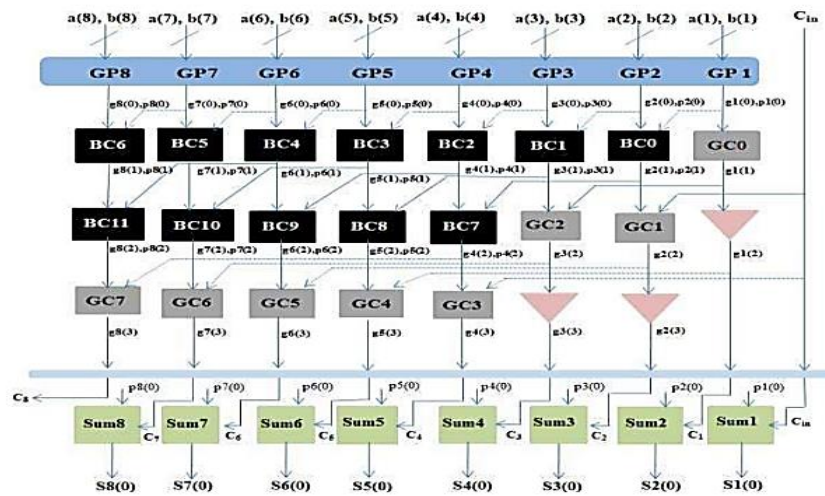 a(8), b(8) a(7), b(7) a(6), b(6) a(5), b(5) a(4), b(4) a(3), b(3) a(2), b(2) a(1), b(1) Cin
GP8 GP7 GP6 GP5 GP4 GP3 GP2 GP 1
g8(0),p8(0) g7(0),p7(0) g6(0),p6(0) g5(0),p5(0) g4(0),p4(0) g3(0),p3(0) g2(0),p2(0) g1(0),p1(0)
BC6 BC5 BC4 BC3 BC2 BC1 BC0 GC0
g8(1),p8(1) g7(1),p7(1) g6(1),p6(1) g5(1),p5(1) g4(1),p4(1) g3(1),p3(1) g2(1),p2(1) g1(1)
BC11 BC10 BC9 BC8 BC7 GC2 GC1
g8(2),p8(2) g7(2),p7(2) g6(2),p6(2) g5(2),p5(2) g4(2),p4(2) g3(2) g2(2) g1(2)
GC7 GC6 GC5 GC4 GC3
g8(3) g7(3) g6(3) g5(3) g4(3) g3(3) g2(3)
p8(0) p7(0) p6(0) p5(0) p4(0) p3(0) p2(0) p1(0)
C8
Sum8 C7 Sum7 C6 Sum6 C5 Sum5 C4 Sum4 C3 Sum3 C2 Sum2 C1 Sum1 Cin
S8(0) S7(0) S6(0) S5(0) S4(0) S3(0) S2(0) S1(0)